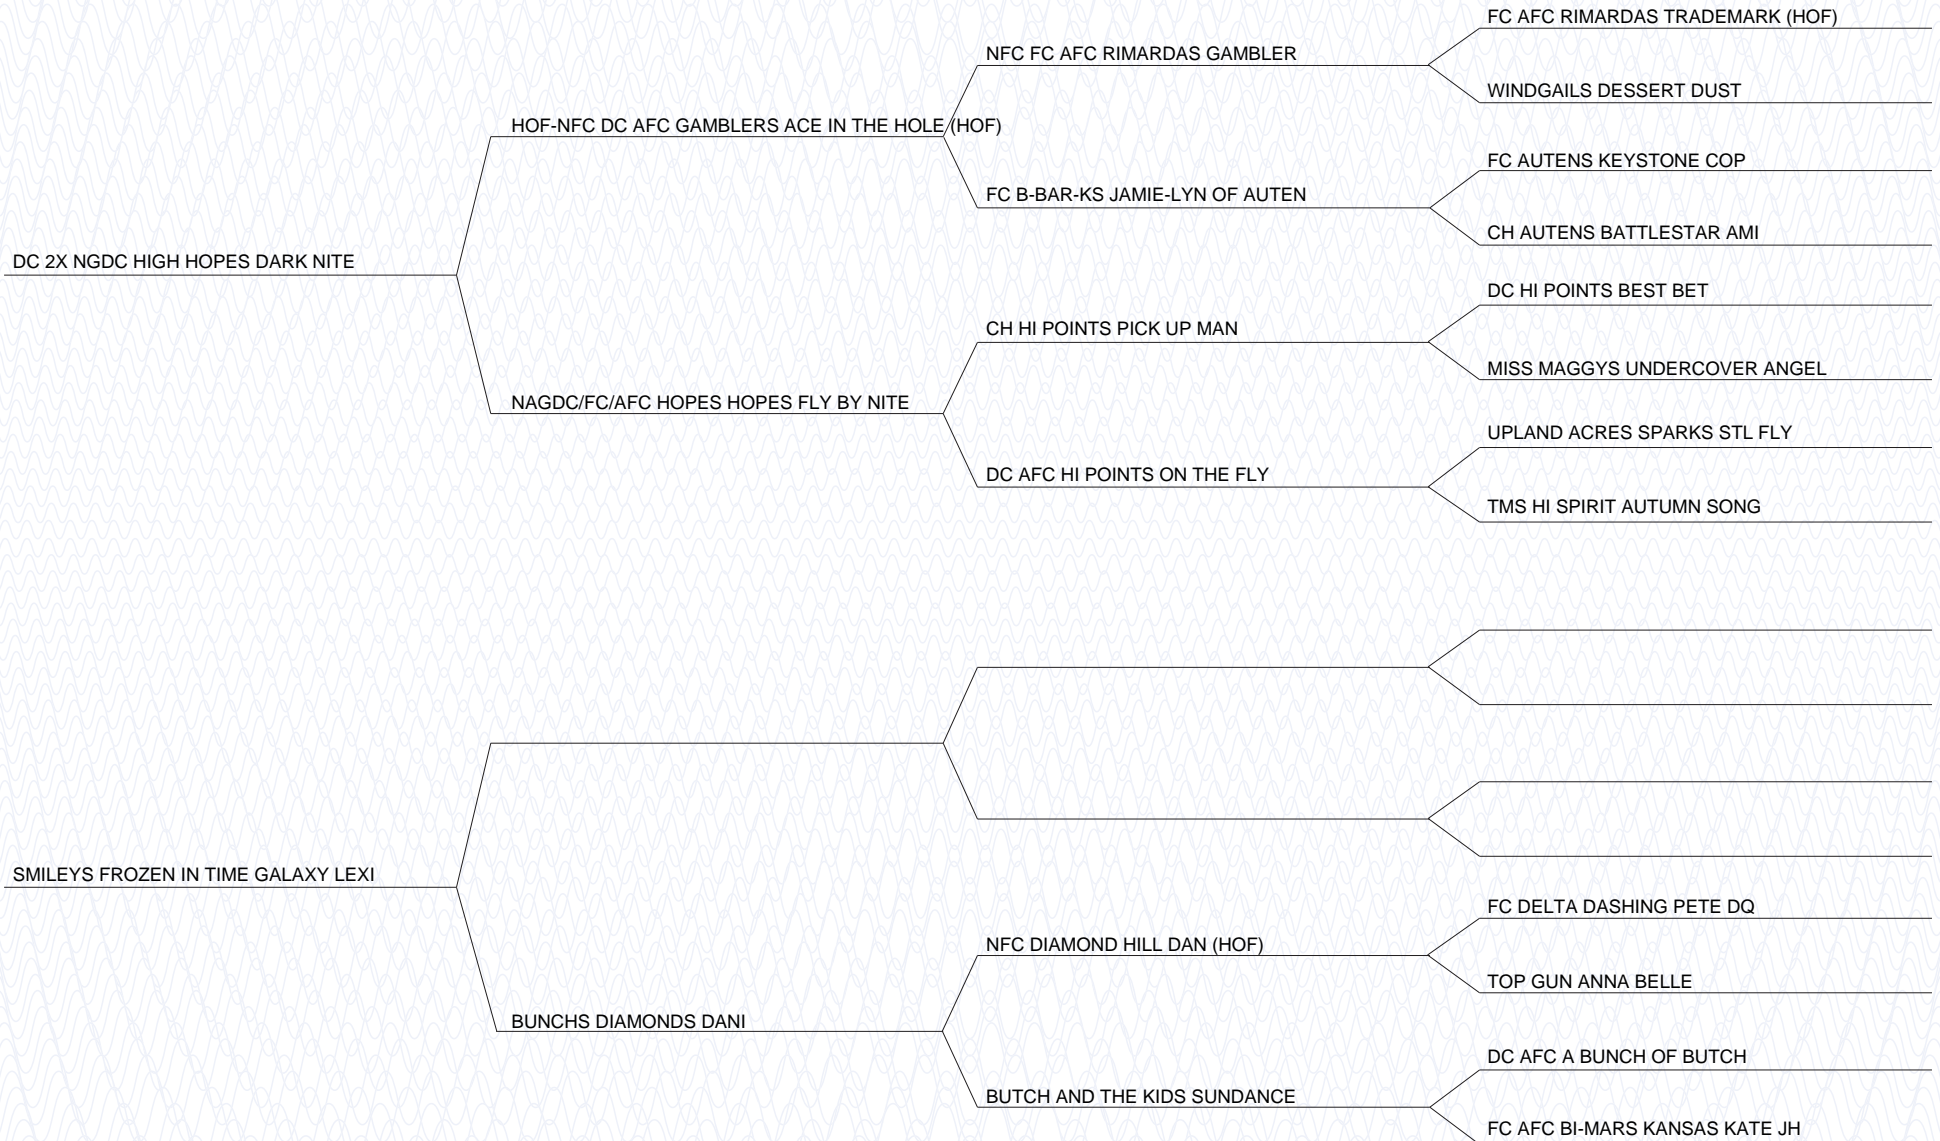 FC AFC RIMARDAS TRADEMARK (HOF)
NFC FC AFC RIMARDAS GAMBLER
WINDGAILS DESSERT DUST
HOF-NFC DC AFC GAMBLERS ACE IN THE HOLE (HOF)
FC AUTENS KEYSTONE COP
FC B-BAR-KS JAMIE-LYN OF AUTEN
CH AUTENS BATTLESTAR AMI
DC 2X NGDC HIGH HOPES DARK NITE
DC HI POINTS BEST BET
CH HI POINTS PICK UP MAN
MISS MAGGYS UNDERCOVER ANGEL
NAGDC/FC/AFC HOPES HOPES FLY BY NITE
UPLAND ACRES SPARKS STL FLY
DC AFC HI POINTS ON THE FLY
TMS HI SPIRIT AUTUMN SONG
SMILEYS FROZEN IN TIME GALAXY LEXI
FC DELTA DASHING PETE DQ
NFC DIAMOND HILL DAN (HOF)
TOP GUN ANNA BELLE
BUNCHS DIAMONDS DANI
DC AFC A BUNCH OF BUTCH
BUTCH AND THE KIDS SUNDANCE
FC AFC BI-MARS KANSAS KATE JH